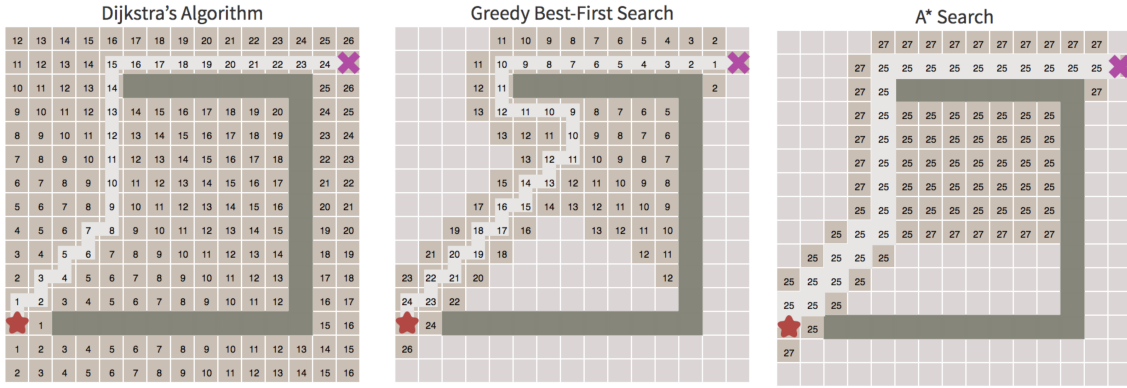 Dijkstra's Algorithm
12 13 14 15 16 17 18 19 20 21 22 23 24 25 26
11 12 13 14 15 16 17 18 19 20 21 22 23 24
10 11 12 13 14 25 26
9 10 11 12 13 14 15 16 17 18 19 20 24 25
8 9 10 11 12 13 14 15 16 17 18 19 23 24
7 8 9 10 11 12 13 14 15 16 17 18 22 23
6 7 8 9 10 11 12 13 14 15 16 17 21 22
5 6 7 8 9 10 11 12 13 14 15 16 20 21
4 5 6 7 8 9 10 11 12 13 14 15 19 20
3 4 5 6 7 8 9 10 11 12 13 14 18 19
2 3 4 5 6 7 8 9 10 11 12 13 17 18
1 2 3 4 5 6 7 8 9 10 11 12 16 17
1 15 16
1 2 3 4 5 6 7 8 9 10 11 12 13 14 15
2 3 4 5 6 7 8 9 10 11 12 13 14 15 16
Greedy Best-First Search
11 10 9 8 7 6 5 4 3 2
11 10 9 8 7 6 5 4 3 2 1
12 11 2
13 12 11 10 9 8 7 6 5
13 12 11 10 9 8 7 6
13 12 11 10 9 8 7
15 14 13 12 11 10 9 8
17 16 15 14 13 12 11 10 9
19 18 17 16 13 12 11 10
21 20 19 18 12 11
23 22 21 20 12
24 23 22
24
26
A* Search
27 27 27 27 27 27 27 27 27 27
27 25 25 25 25 25 25 25 25 25 25
27 25 27
27 25 25 25 25 25 25 25 25
27 25 25 25 25 25 25 25 25
27 25 25 25 25 25 25 25 25
27 25 25 25 25 25 25 25 25
25 25 25 25 25 25 25 25 25
25 25 25 25 27 27 27 27 27 27
25 25 25 25
25 25 25 25
25 25 25
25
27